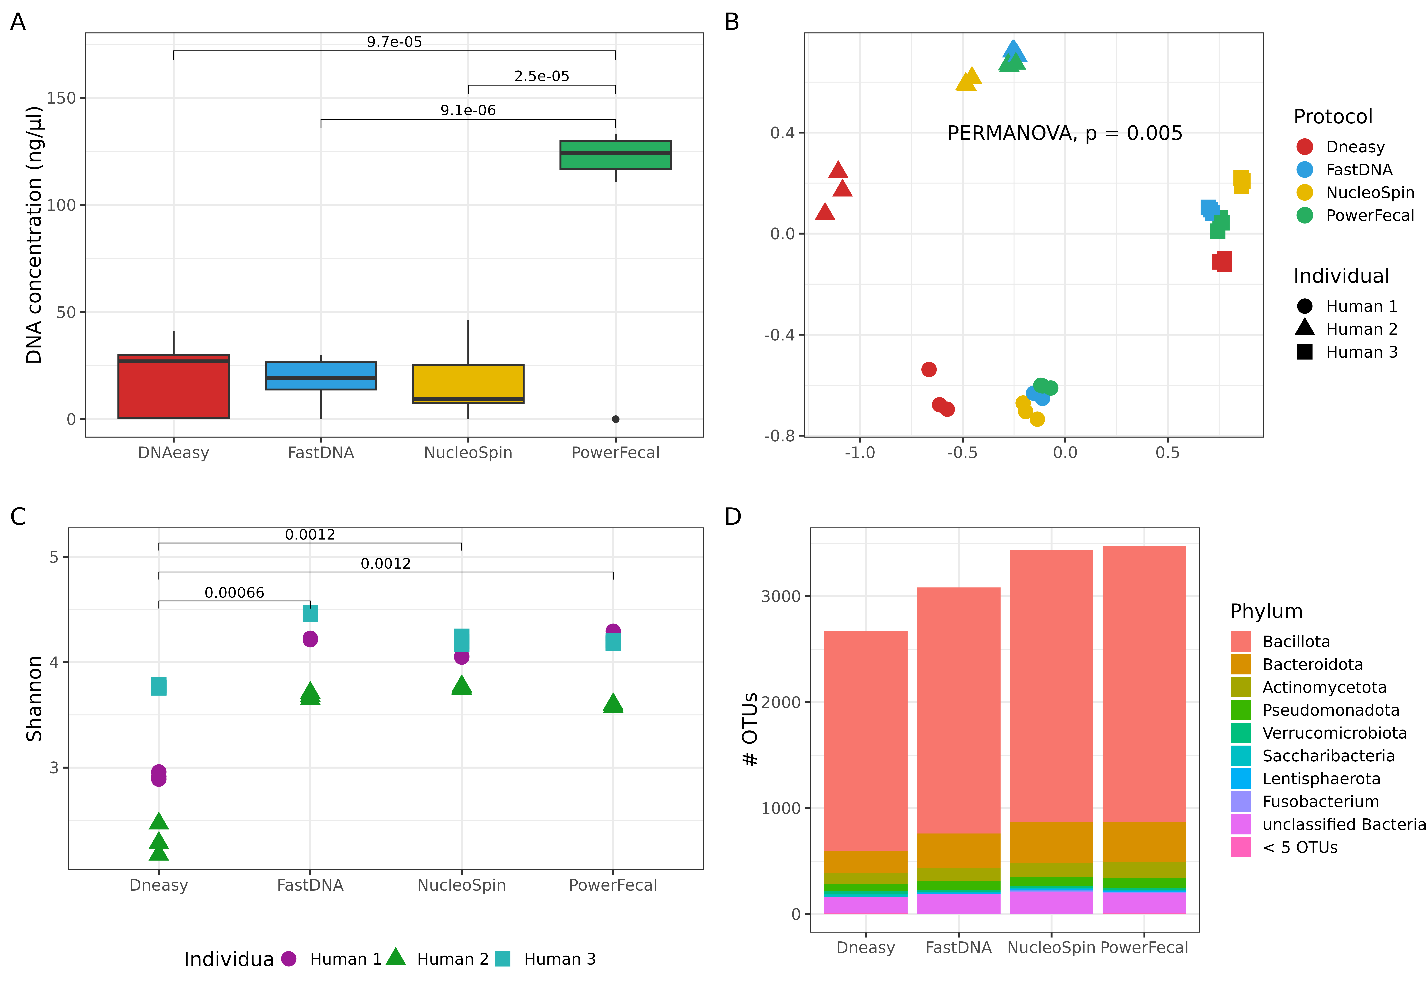 A
9.7e-05
2.5e-05
9.1e-06
150
100
50
0
DNA concentration (ng/µl)
DNAeasy
FastDNA
NucleoSpin
PowerFecal
B
PERMANOVA, p = 0.005
0.4
0.0
-0.4
-0.8
-1.0
-0.5
0.0
0.5
Protocol
Dneasy
FastDNA
NucleoSpin
PowerFecal
Individual
Human 1
Human 2
Human 3
C
0.0012
0.0012
0.00066
5
4
3
Shannon
Dneasy
FastDNA
NucleoSpin
PowerFecal
Individua
Human 1
Human 2
Human 3
D
3000
2000
1000
0
# OTUs
Dneasy
FastDNA
NucleoSpin
PowerFecal
Phylum
Bacillota
Bacteroidota
Actinomycetota
Pseudomonadota
Verrucomicrobiota
Saccharibacteria
Lentisphaerota
Fusobacterium
unclassified Bacteria
< 5 OTUs